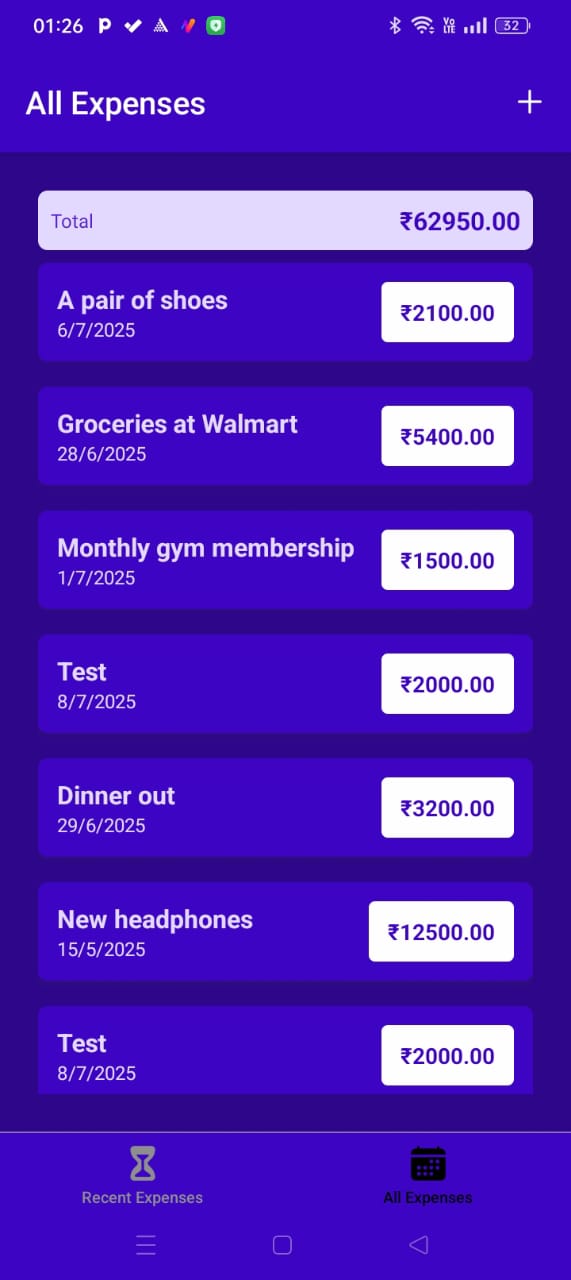 01:26
VO LTE
32
All Expenses
Total ₹62950.00
A pair of shoes
6/7/2025
₹2100.00
Groceries at Walmart
28/6/2025
₹5400.00
Monthly gym membership
1/7/2025
₹1500.00
Test
8/7/2025
₹2000.00
Dinner out
29/6/2025
₹3200.00
New headphones
15/5/2025
₹12500.00
Test
8/7/2025
₹2000.00
Recent Expenses
All Expenses